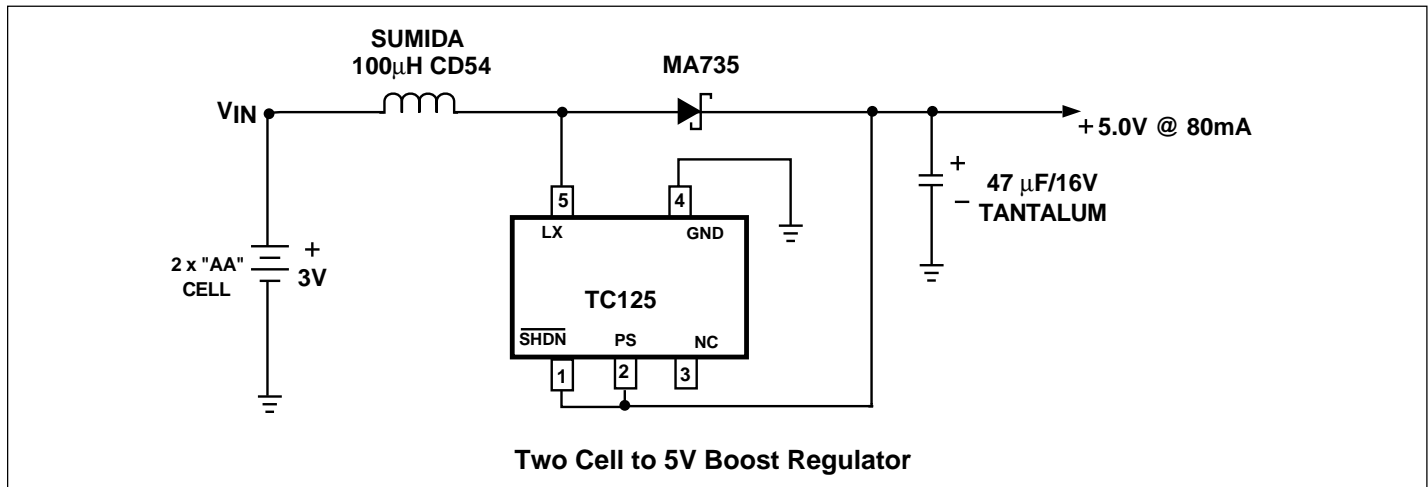 SUMIDA
100μH CD54
MA735
VIN
+5.0V @ 80mA
+
47 μF/16V
– TANTALUM
5
4
LX
GND
2 x "AA"
CELL
+
3V
TC125
SHDN
PS
NC
1
2
3
Two Cell to 5V Boost Regulator